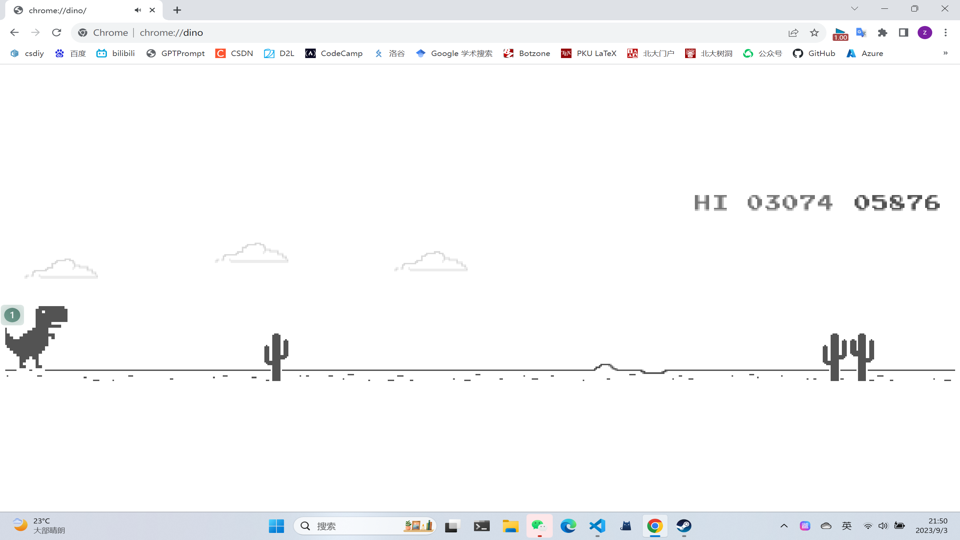 chrome://dino/
Chrome | chrome://dino
1.00
z
csdiy 百度 bilibili GPTPrompt CSDN D2L CodeCamp 洛谷 Google 学术搜索 Botzone PKU LaTeX 北大门户 北大树洞 公众号 GitHub Azure »
HI 03074 05876
1
23°C
大部晴朗
搜索
英
21:50
2023/9/3